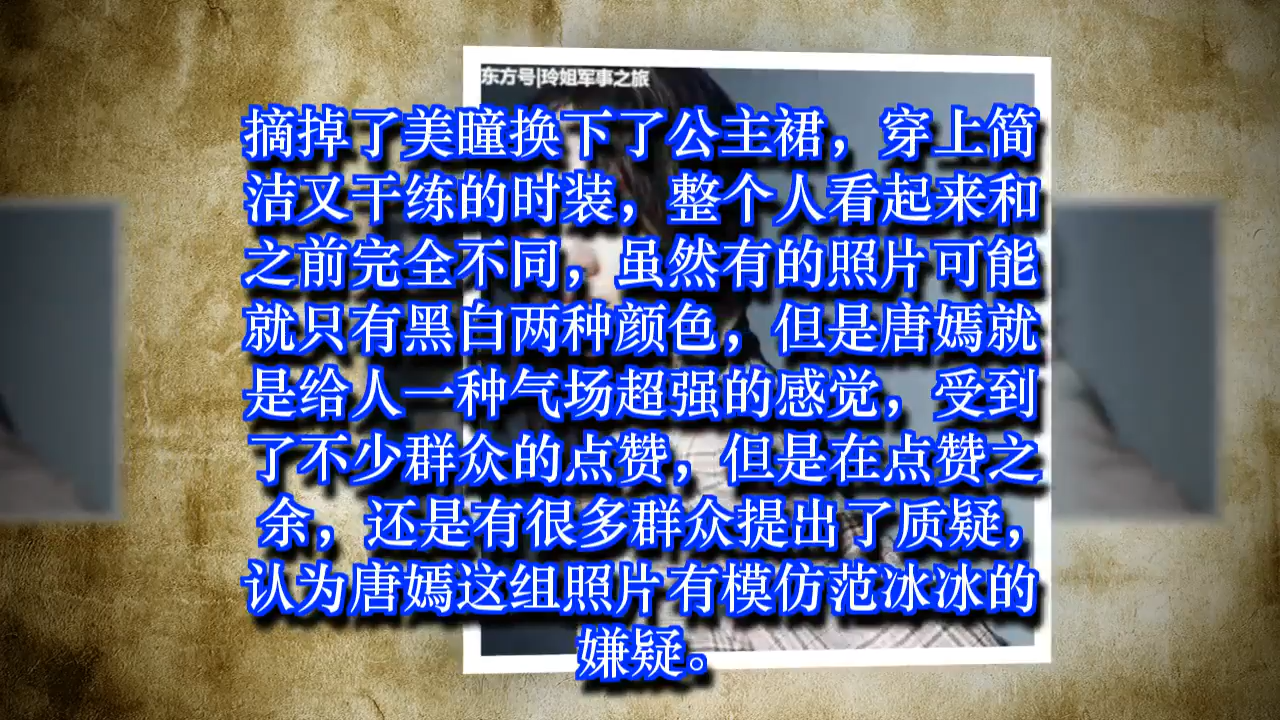 东方号|玲姐军事之旅
摘掉了美瞳换下了公主裙，穿上简
洁又干练的时装，整个人看起来和
之前完全不同，虽然有的照片可能
就只有黑白两种颜色，但是唐嫣就
是给人一种气场超强的感觉，受到
了不少群众的点赞，但是在点赞之
余，还是有很多群众提出了质疑，
认为唐嫣这组照片有模仿范冰冰的
嫌疑。